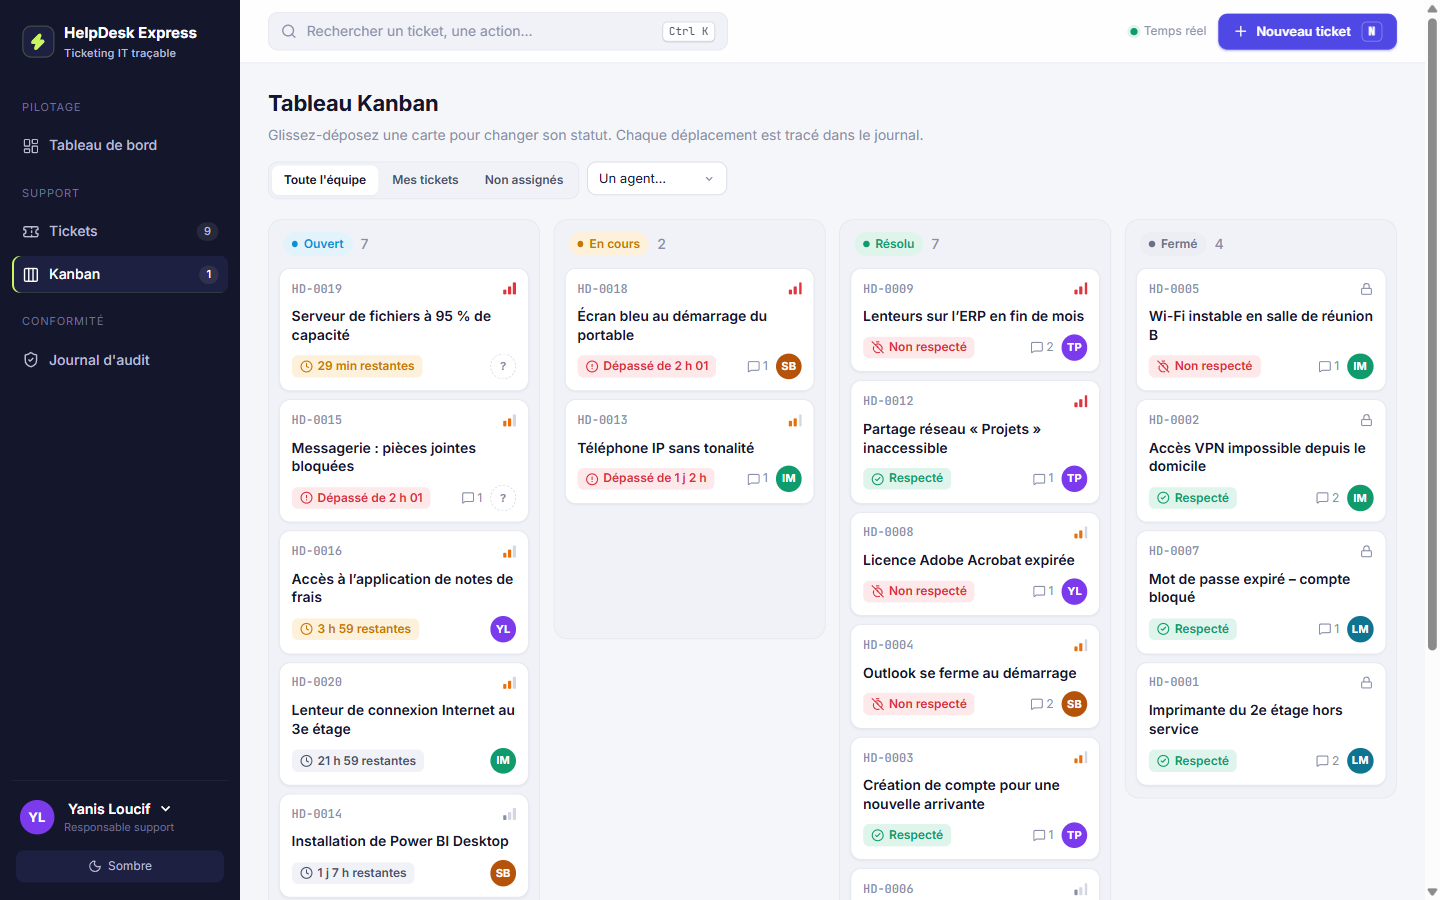 HelpDesk Express
Ticketing IT traçable
PILOTAGE
Tableau de bord
SUPPORT
Tickets 9
Kanban 1
CONFORMITÉ
Journal d'audit
YL Yanis Loucif
Responsable support
Sombre
Rechercher un ticket, une action... Ctrl K
Temps réel
Nouveau ticket N
Tableau Kanban
Glissez-déposez une carte pour changer son statut. Chaque déplacement est tracé dans le journal.
Toute l'équipe Mes tickets Non assignés Un agent...
Ouvert 7
HD-0019
Serveur de fichiers à 95 % de
capacité
29 min restantes ?
HD-0015
Messagerie : pièces jointes
bloquées
Dépassé de 2 h 01 1 ?
HD-0016
Accès à l’application de notes de
frais
3 h 59 restantes YL
HD-0020
Lenteur de connexion Internet au
3e étage
21 h 59 restantes IM
HD-0014
Installation de Power BI Desktop
1 j 7 h restantes SB
En cours 2
HD-0018
Écran bleu au démarrage du
portable
Dépassé de 2 h 01 1 SB
HD-0013
Téléphone IP sans tonalité
Dépassé de 1 j 2 h 1 IM
Résolu 7
HD-0009
Lenteurs sur l’ERP en fin de mois
Non respecté 2 TP
HD-0012
Partage réseau « Projets »
inaccessible
Respecté 1 TP
HD-0008
Licence Adobe Acrobat expirée
Non respecté 1 YL
HD-0004
Outlook se ferme au démarrage
Non respecté 2 SB
HD-0003
Création de compte pour une
nouvelle arrivante
Respecté 1 TP
HD-0006
Fermé 4
HD-0005
Wi-Fi instable en salle de réunion
B
Non respecté 1 IM
HD-0002
Accès VPN impossible depuis le
domicile
Respecté 2 IM
HD-0007
Mot de passe expiré – compte
bloqué
Respecté 1 LM
HD-0001
Imprimante du 2e étage hors
service
Respecté 2 LM